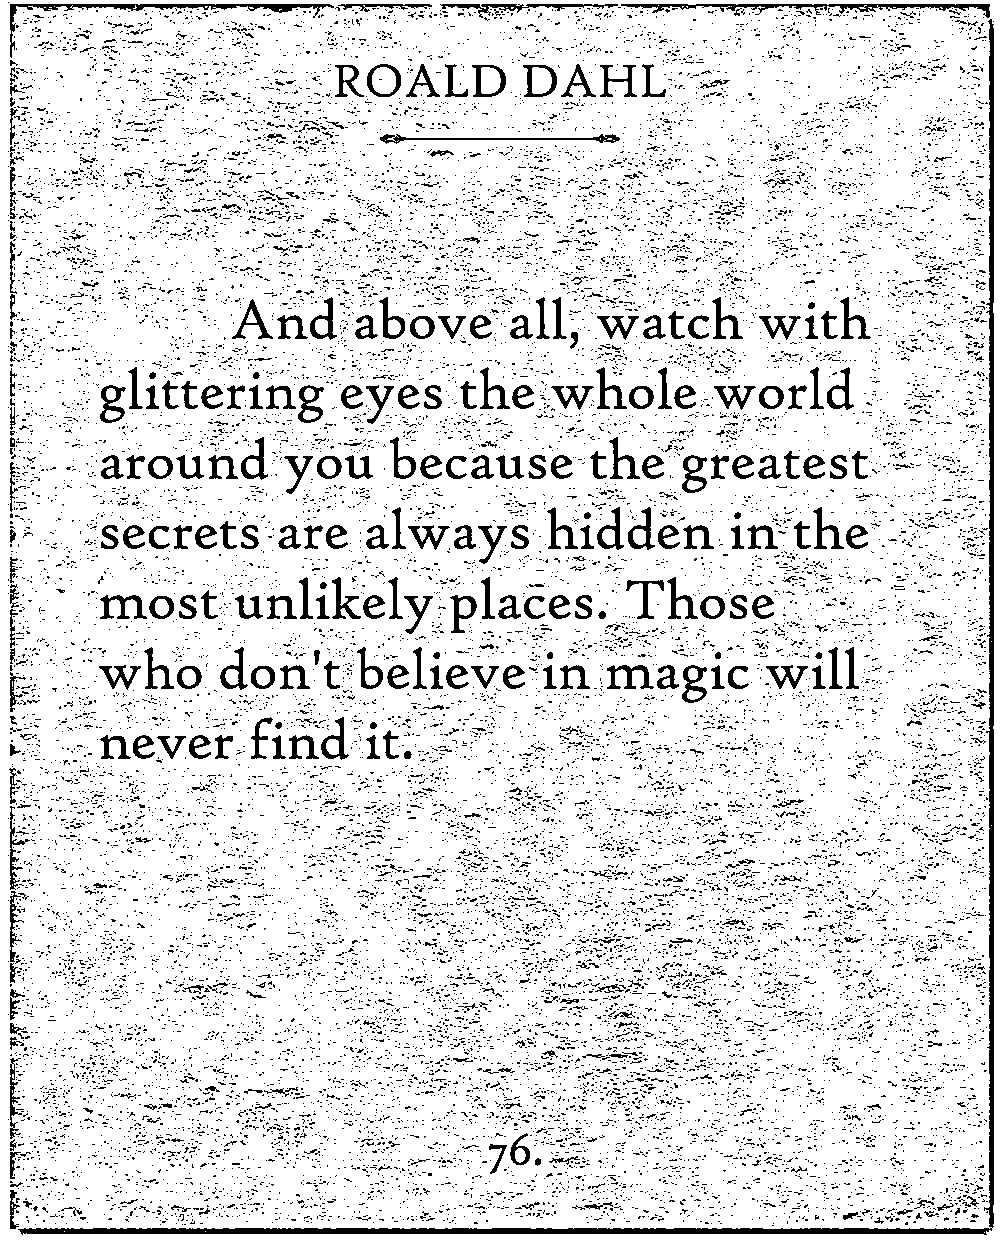 ROALD DAHL
And above all, watch with
glittering eyes the whole world
around you because the greatest
secrets are always hidden in the
most unlikely places. Those
who don't believe in magic will
never find it.
76.